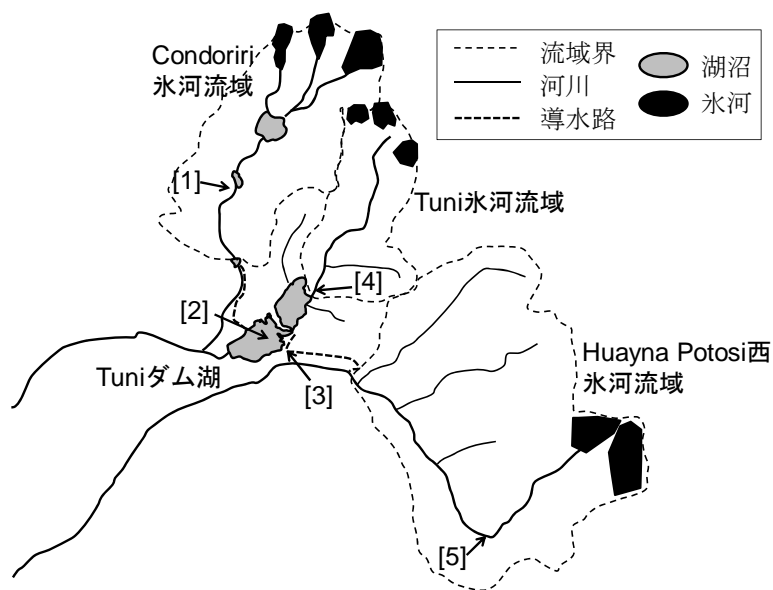 Condoriri
氷河流域
流域界
河川
導水路
湖沼
氷河
[1]
Tuni氷河流域
[4]
[2]
Tuniダム湖
[3]
Huayna Potosi西
氷河流域
[5]